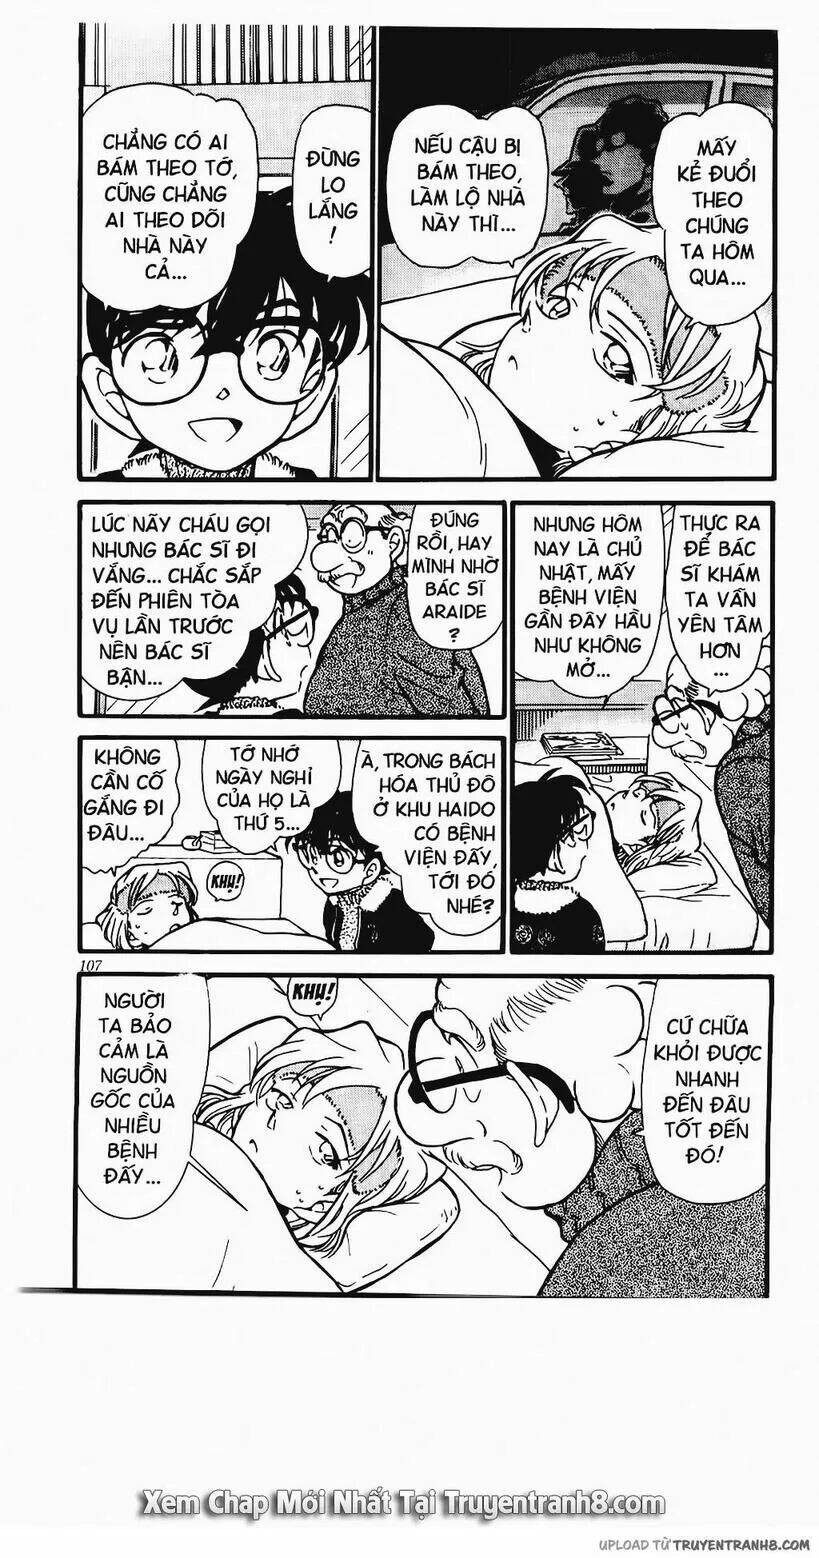 MẤY
KẺ ĐUỔI
THEO
CHÚNG
TA HÔM
QUA...
NẾU CẬU BỊ
BÁM THEO,
LÀM LỘ NHÀ
NÀY THÌ...
ĐỪNG
LO
LẮNG
!
CHẲNG CÓ AI
BÁM THEO TỚ,
CŨNG CHẲNG
AI THEO DÕI
NHÀ NÀY
CẢ...
THỰC RA
ĐỂ BÁC
SĨ KHÁM
TA VẪN
YÊN TÂM
HƠN
...
NHƯNG HÔM
NAY LÀ CHỦ
NHẬT, MẤY
BỆNH VIỆN
GẦN ĐÂY HẦU
NHƯ KHÔNG
MỞ...
ĐÚNG
RỒI, HAY
MÌNH NHỜ
BÁC SĨ
ARAIDE
?
LÚC NÃY CHÁU GỌI
NHƯNG BÁC SĨ ĐI
VẮNG... CHẮC SẮP
ĐẾN PHIÊN TÒA
VỤ LẦN TRƯỚC
NÊN BÁC SĨ
BẬN...
À, TRONG BÁCH
HÓA THỦ ĐÔ
Ở KHU HAIDO
CÓ BỆNH
VIỆN ĐẤY,
TỚI ĐÓ
NHÉ?
TỚ NHỚ
NGÀY NGHỈ
CỦA HỌ LÀ
THỨ 5...
KHÔNG
CẦN CỐ
GẮNG ĐI
ĐÂU...
KHỤ!
107
CỨ CHỮA
KHỎI ĐƯỢC
NHANH
ĐẾN ĐÂU
TỐT ĐẾN
ĐÓ!
KHỤ!
NGƯỜI
TA BẢO
CẢM LÀ
NGUỒN
GỐC CỦA
NHIỀU
BỆNH
ĐẤY...
Xem Chap Mới Nhất Tại Truyentranh8.com
UPLOAD TỪ TRUYENTRANH8.COM